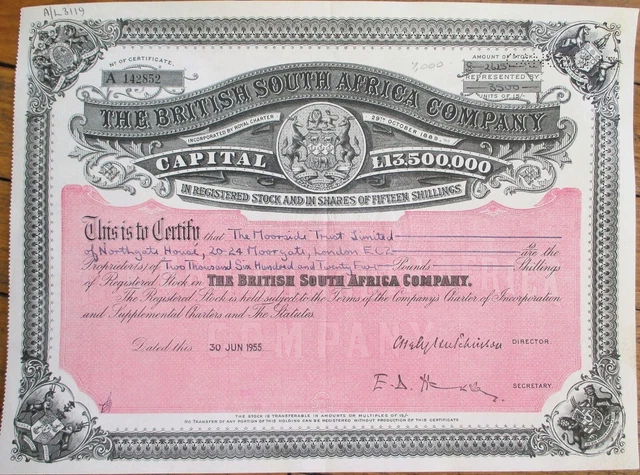 A/L3119
Nº OF CERTIFICATE.
A 142852
AMOUNT OF STOCK.
REPRESENTED BY
3500
UNITS OF 15/-
THE BRITISH SOUTH AFRICA COMPANY
INCORPORATED BY ROYAL CHARTER
29TH OCTOBER 1889.
CAPITAL £13,500,000
IN REGISTERED STOCK AND IN SHARES OF FIFTEEN SHILLINGS.
This is to Certify that The Moorside Trust Limited
of Northgate House, 20-24 Moorgate, London E.C.2 are the
Proprietor(s) of Two Thousand Six Hundred and Twenty Five Pounds Shillings
of Registered Stock in THE BRITISH SOUTH AFRICA COMPANY.
The Registered Stock is held subject to the Terms of the Company's Charter of Incorporation
and Supplemental Charters and The Statutes.
Dated this 30 JUN 1955
DIRECTOR.
SECRETARY.
THE STOCK IS TRANSFERABLE IN AMOUNTS OR MULTIPLES OF 15/-
NO TRANSFER OF ANY PORTION OF THIS HOLDING CAN BE REGISTERED WITHOUT PRODUCTION OF THIS CERTIFICATE